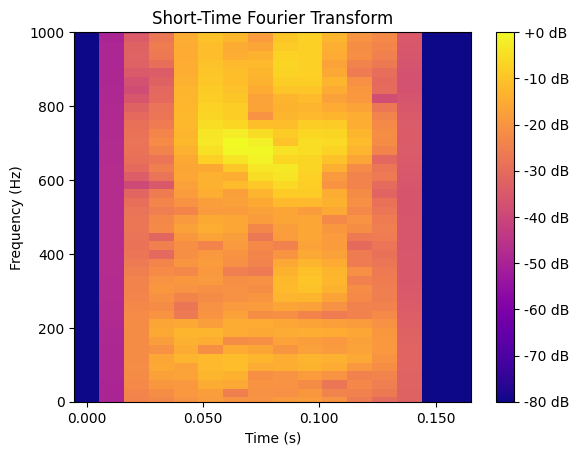 Short-Time Fourier Transform
1000
800
600
400
200
0
Frequency (Hz)
0.000
0.050
0.100
0.150
Time (s)
+0 dB
-10 dB
-20 dB
-30 dB
-40 dB
-50 dB
-60 dB
-70 dB
-80 dB